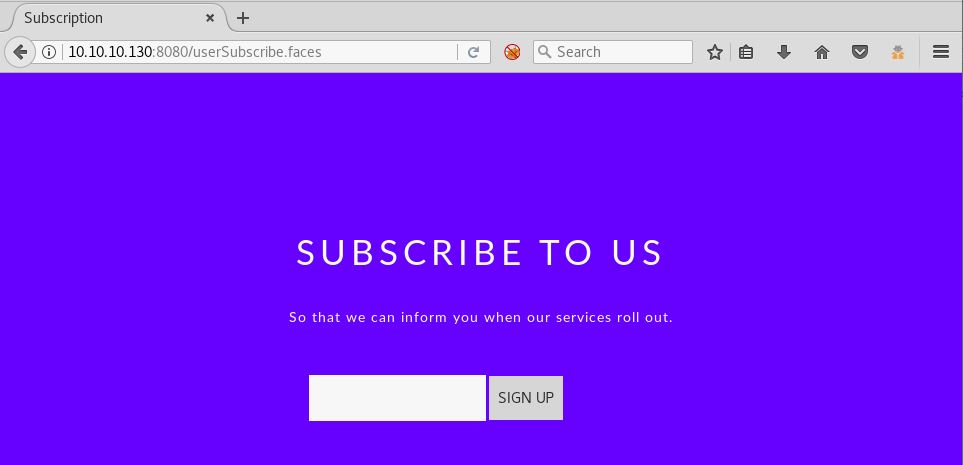 Subscription
10.10.10.130:8080/userSubscribe.faces
Search
SUBSCRIBE TO US
So that we can inform you when our services roll out.
SIGN UP